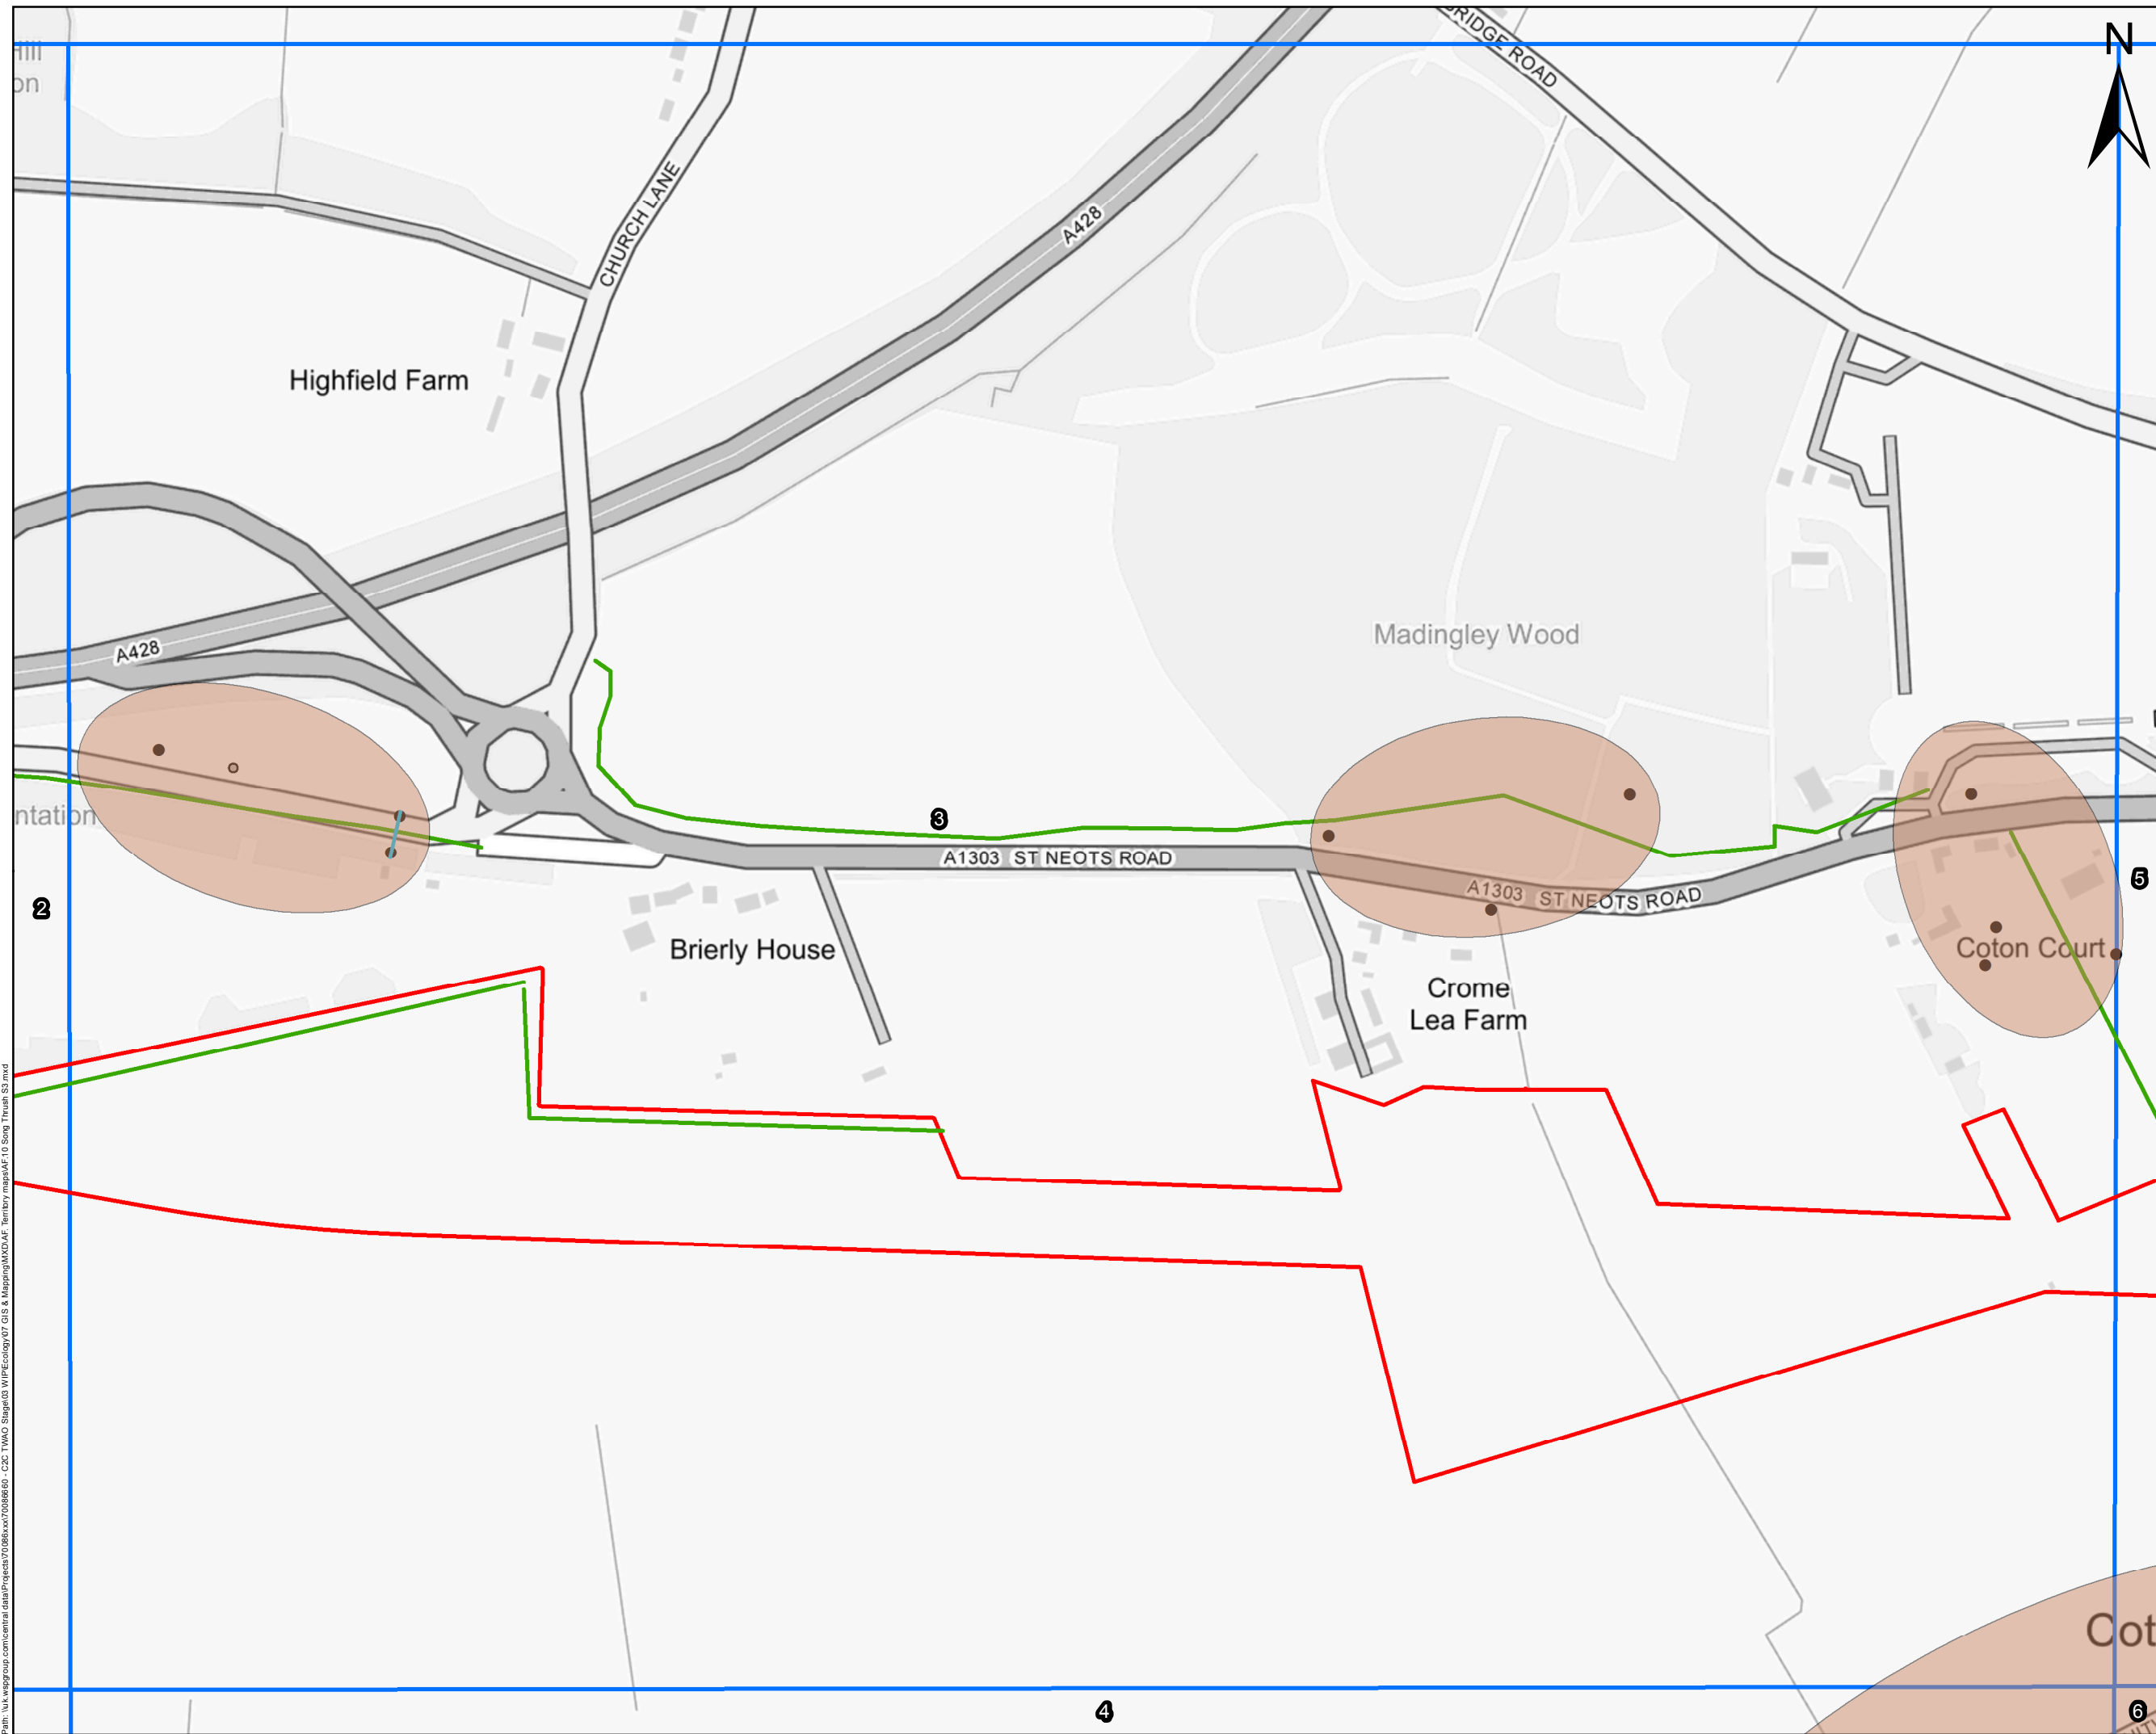 BRIDGE ROAD
N
Hill
on
CHURCH LANE
A428
Highfield Farm
Madingley Wood
A428
ntation
3
A1303 ST NEOTS ROAD
A1303 ST NEOTS ROAD
2
5
Brierly House
Coton Court
Crome
Lea Farm
Cot
4
6